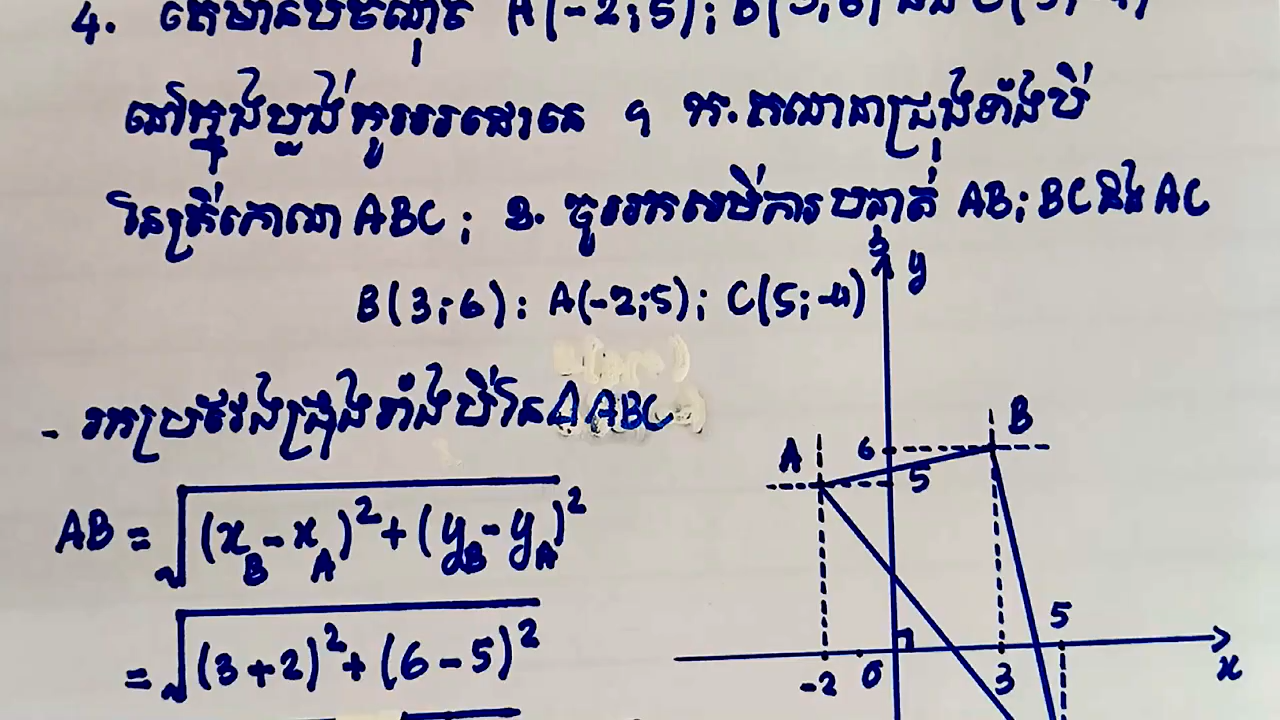 4. គេមានបីចំណុច A(-2;5); B(3;6) និង C(5;-4)
នៅក្នុងប្លង់កូអរដោនេ ។ ក. គណនាជ្រុងទាំងបី
នៃត្រីកោណ ABC ; ខ. ចូររកសមីការបន្ទាត់ AB; BC និង AC
B(3;6): A(-2;5); C(5;-4)
- រកប្រវែងជ្រុងទាំងបីនៃ Δ ABC
AB = √(x_B - x_A)² + (y_B - y_A)²
= √(3+2)² + (6-5)²
y
B
A
6
5
5
-2 0 3 x